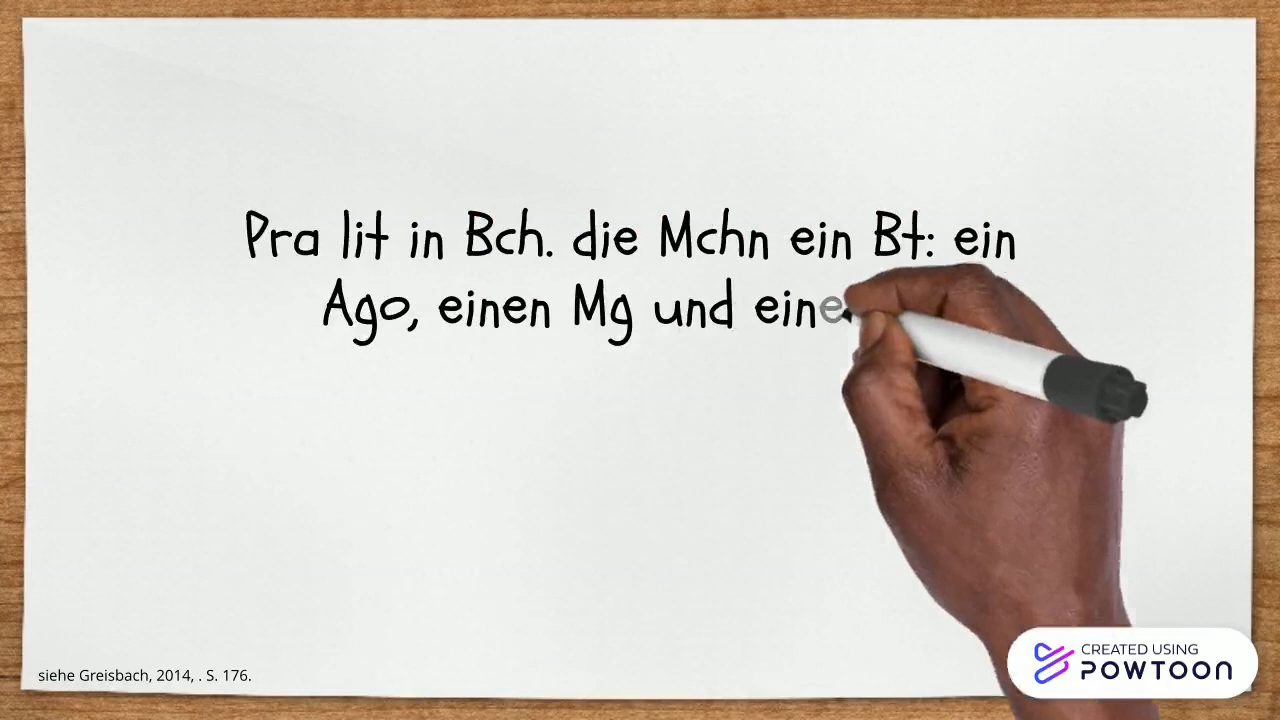 Pra lit in Bch. die Mchn ein Bt: ein
Ago, einen Mg und eine
siehe Greisbach, 2014, . S. 176.
CREATED USING
POWTOON